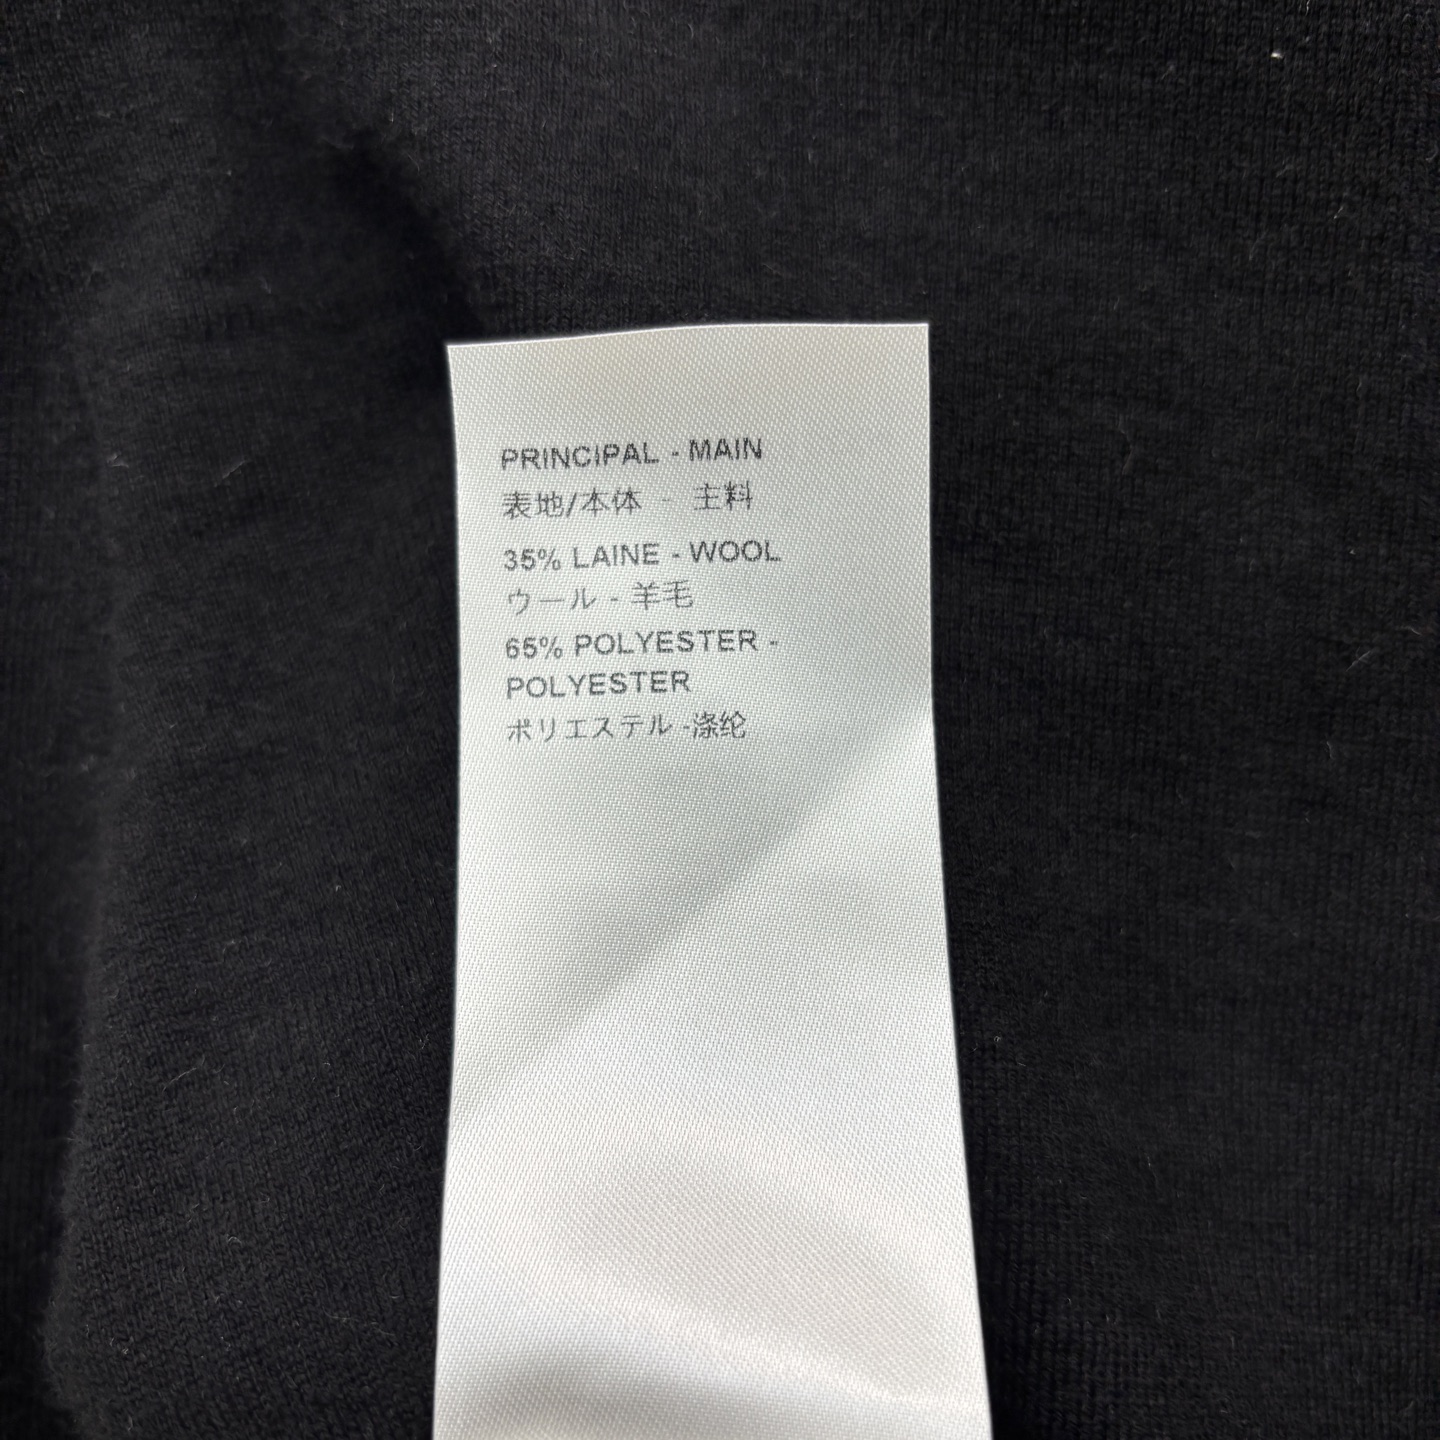 PRINCIPAL - MAIN
表地/本体 - 主料
35% LAINE - WOOL
ウール - 羊毛
65% POLYESTER -
POLYESTER
ポリエステル -涤纶